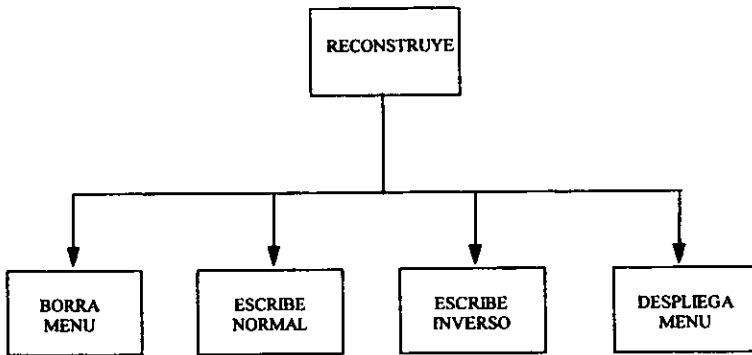 RECONSTRUYE
BORRA
MENU
ESCRIBE
NORMAL
ESCRIBE
INVERSO
DESPLIEGA
MENU